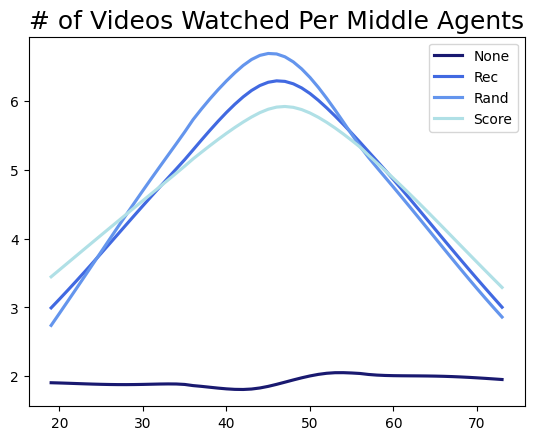 # of Videos Watched Per Middle Agents
None
Rec
Rand
Score
6
5
4
3
2
20 30 40 50 60 70